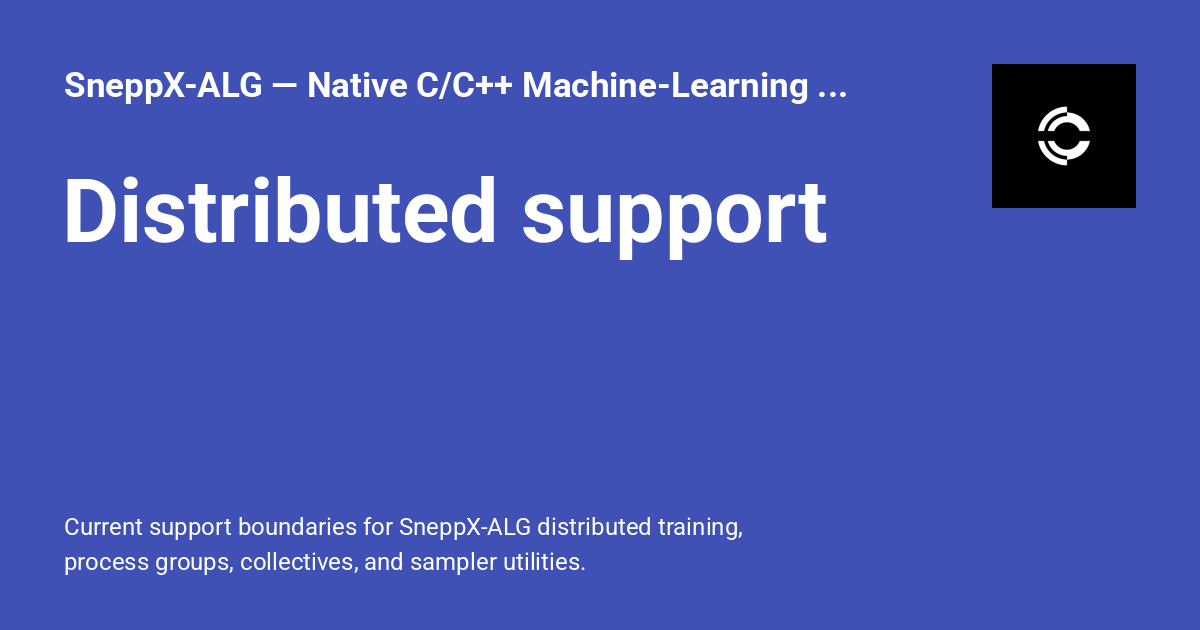 SneppX-ALG — Native C/C++ Machine-Learning ...
Distributed support
Current support boundaries for SneppX-ALG distributed training,
process groups, collectives, and sampler utilities.